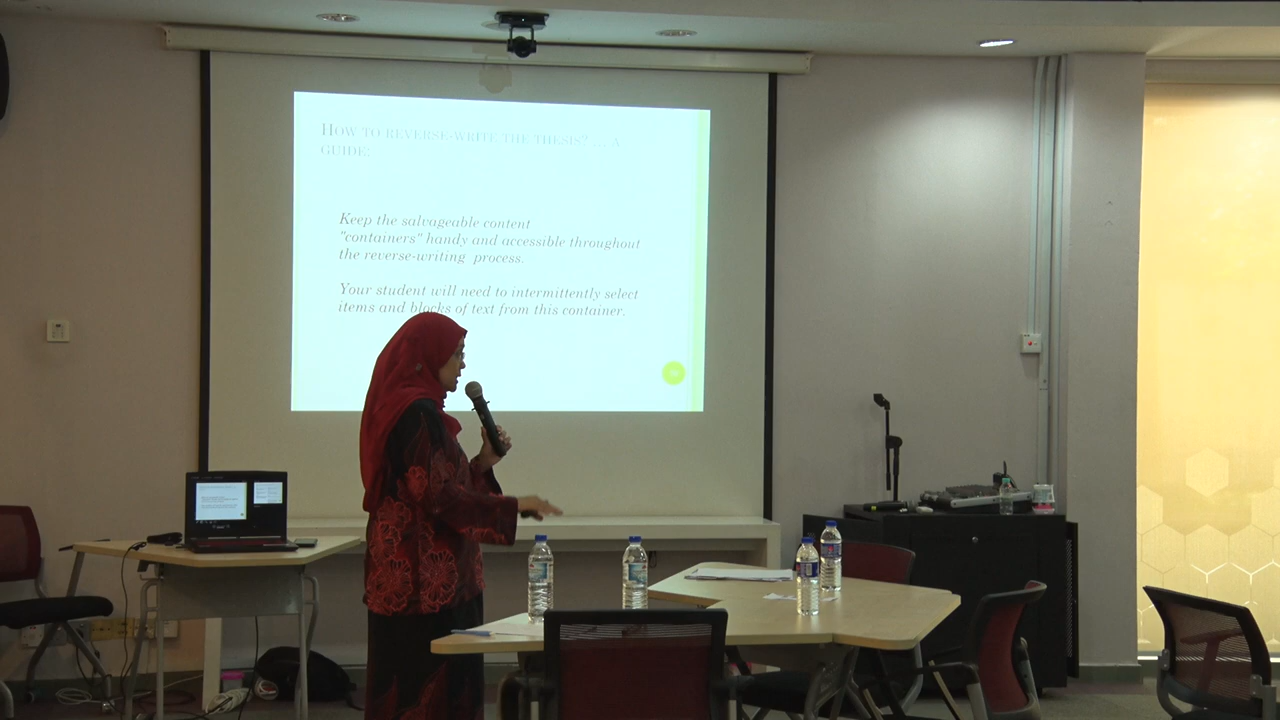 HOW TO REVERSE-WRITE THE THESIS? ... A
GUIDE:
Keep the salvageable content
"containers" handy and accessible throughout
the reverse-writing process.
Your student will need to intermittently select
items and blocks of text from this container.